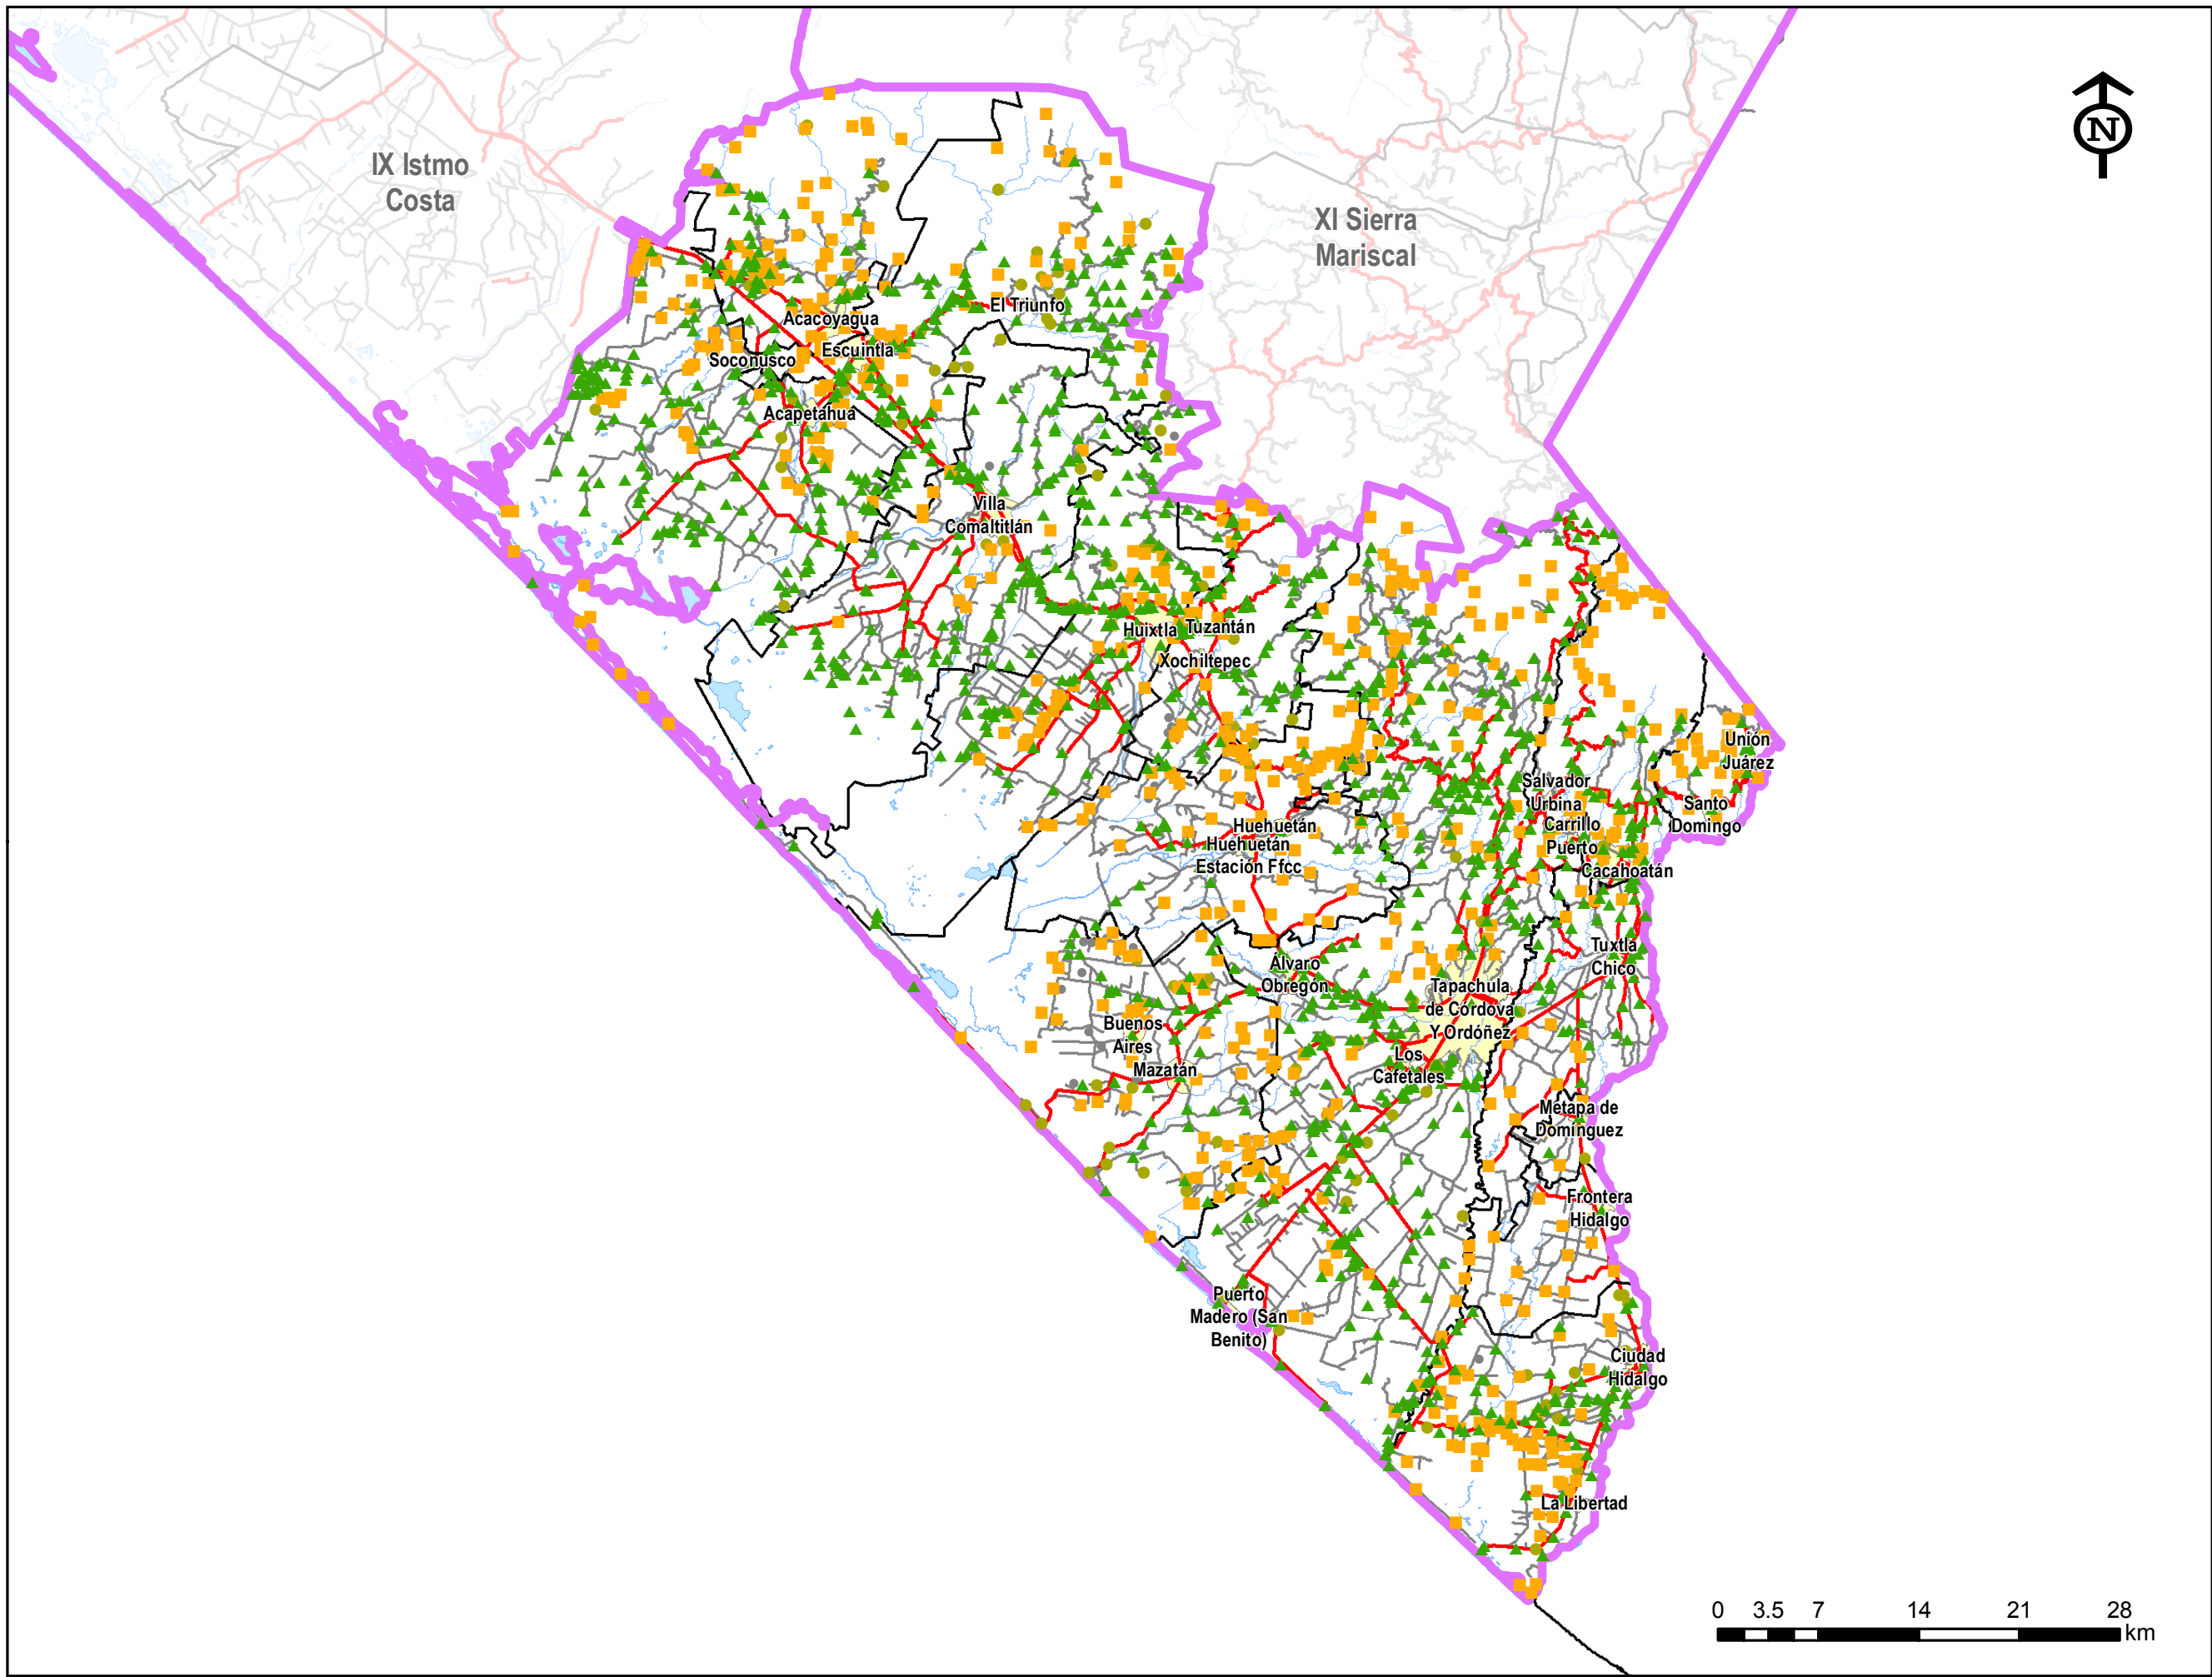 IX Istmo
Costa
XI Sierra
Mariscal
N
El Triunfo
Acacoyagua
Escuintla
Soconusco
Acapetahua
Villa
Comaltitlán
Huixtla
Tuzantán
Xochiltepec
Unión
Juárez
Salvador
Urbina
Santo
Domingo
Carrillo
Puerto
Huehuetán
Huehuetán
Estación Ffcc
Cacahoatán
Tuxtla
Chico
Álvaro
Obregón
Tapachula
de Córdova
Y Ordóñez
Buenos
Aires
Los
Cafetales
Mazatán
Metapa de
Domínguez
Frontera
Hidalgo
Puerto
Madero (San
Benito)
Ciudad
Hidalgo
La Libertad
0 3.5 7 14 21 28
km